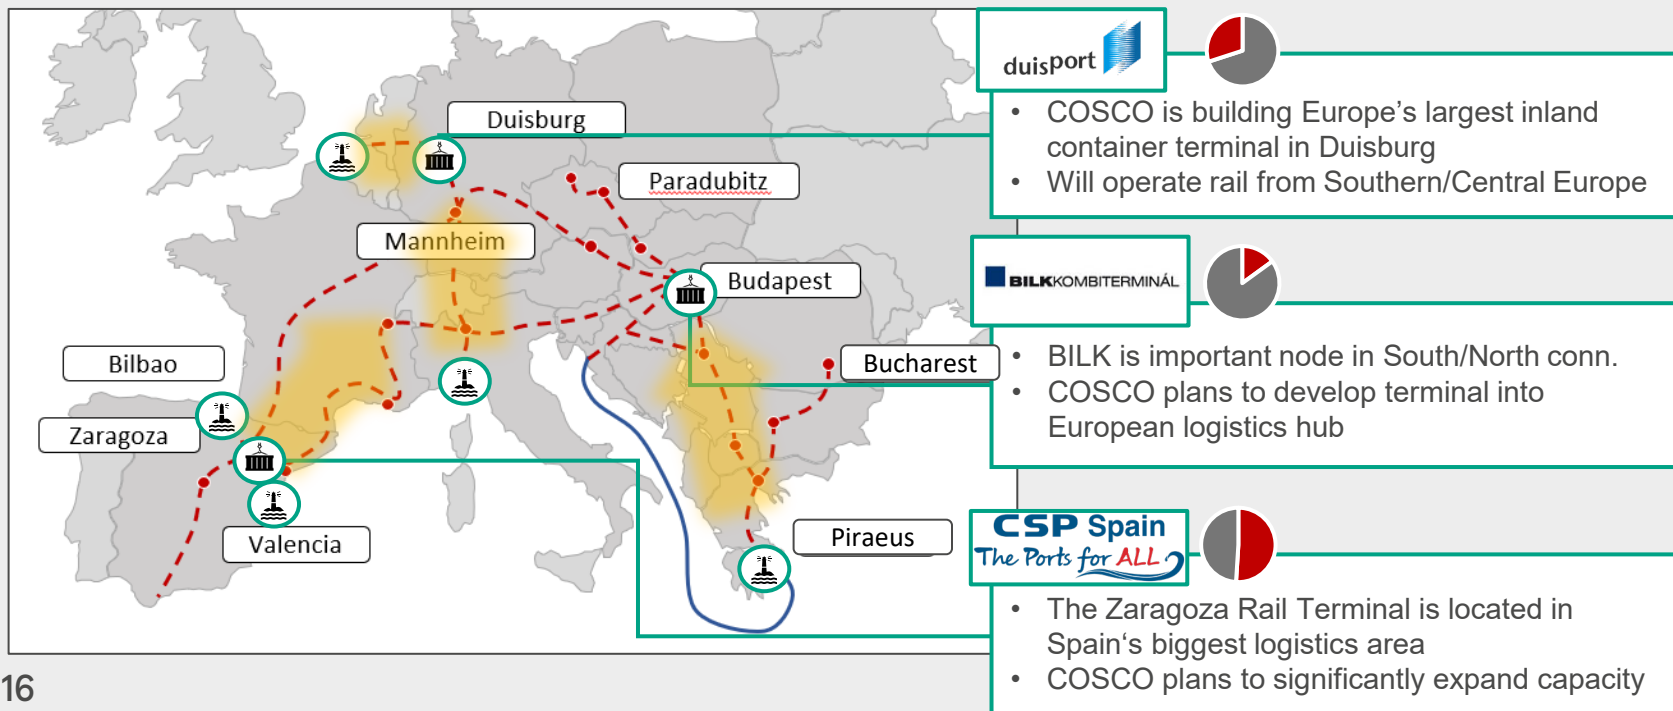 duisport
• COSCO is building Europe’s largest inland
container terminal in Duisburg
• Will operate rail from Southern/Central Europe
BILKKOMBITERMINÁL
• BILK is important node in South/North conn.
• COSCO plans to develop terminal into
European logistics hub
CSP Spain
The Ports for ALL
• The Zaragoza Rail Terminal is located in
Spain‘s biggest logistics area
• COSCO plans to significantly expand capacity
Duisburg
Paradubitz
Mannheim
Budapest
Bilbao
Bucharest
Zaragoza
Valencia
Piraeus
16